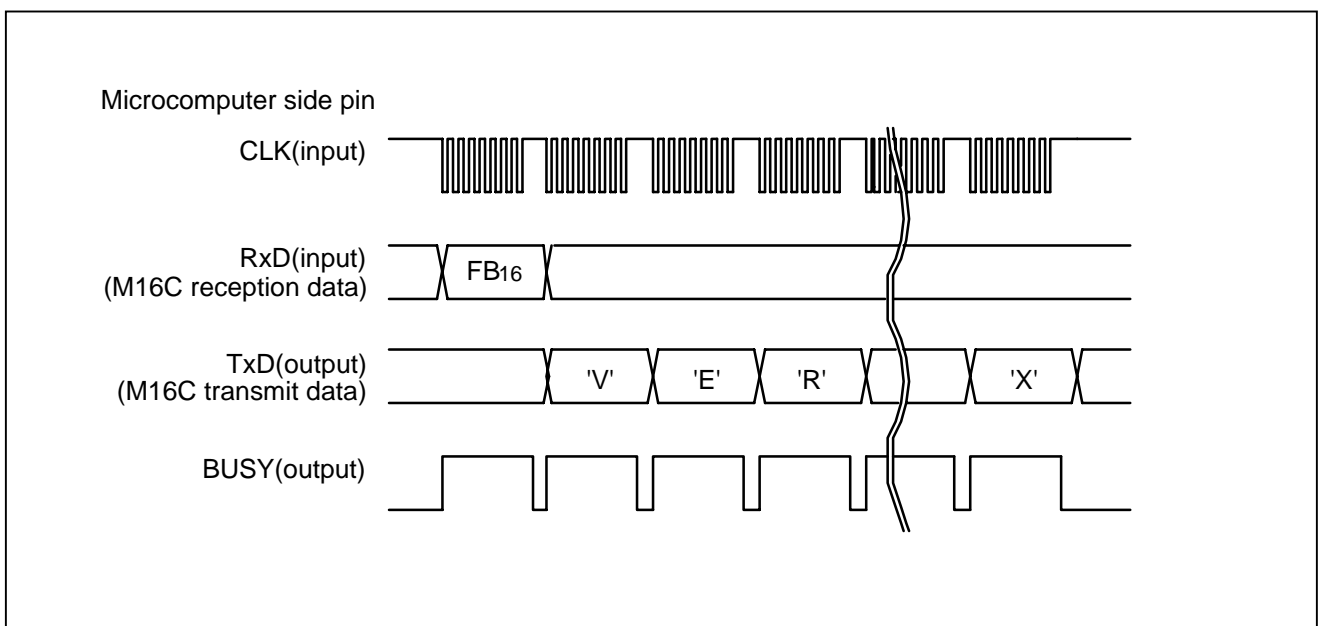 Microcomputer side pin
CLK(input)
RxD(input)
(M16C reception data)
FB16
TxD(output)
(M16C transmit data)
'V' 'E' 'R' 'X'
BUSY(output)